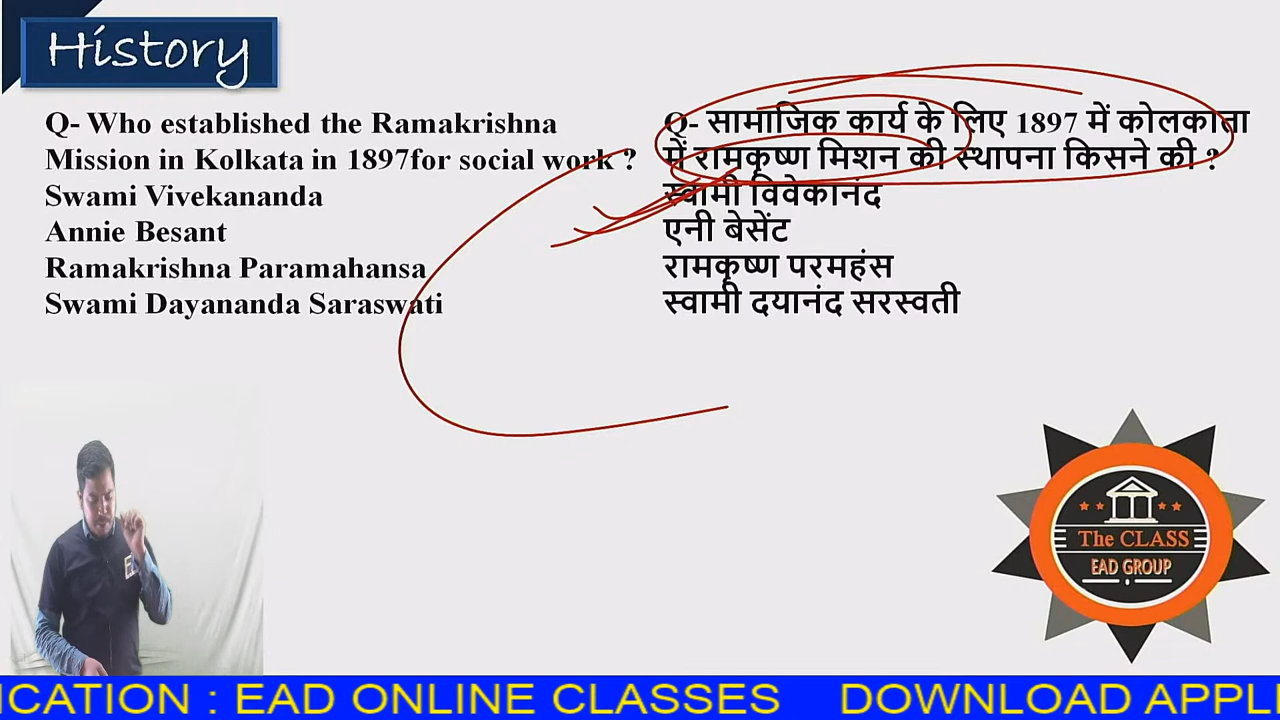 History
Q- Who established the Ramakrishna
Mission in Kolkata in 1897for social work ?
Swami Vivekananda
Annie Besant
Ramakrishna Paramahansa
Swami Dayananda Saraswati
Q- सामाजिक कार्य के लिए 1897 में कोलकाता
में रामकृष्ण मिशन की स्थापना किसने की ?
स्वामी विवेकानंद
एनी बेसेंट
रामकृष्ण परमहंस
स्वामी दयानंद सरस्वती
The CLASS
EAD GROUP
ICATION : EAD ONLINE CLASSES DOWNLOAD APPLI